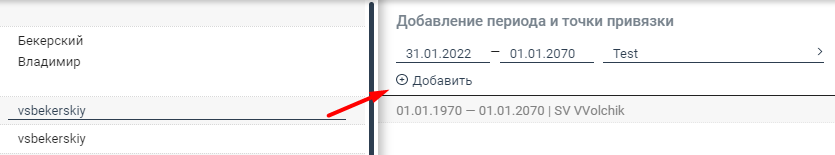 Бекерский
Владимир
vsbekerskiy
vsbekerskiy
Добавление периода и точки привязки
31.01.2022 — 01.01.2070 Test
Добавить
01.01.1970 — 01.01.2070 | SV VVolchik